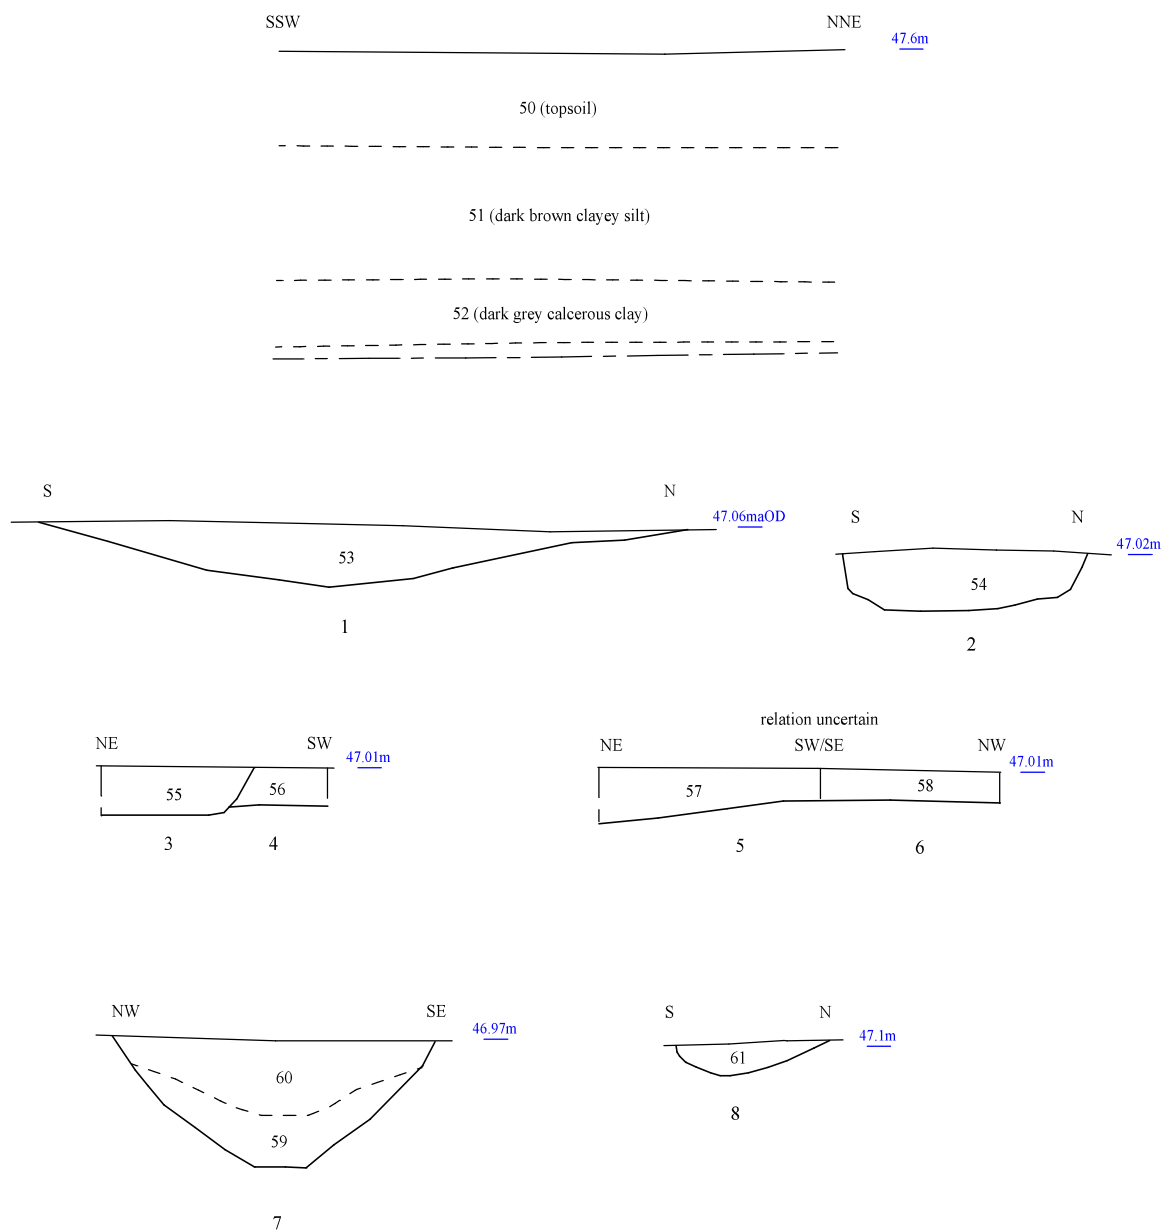 SSW NNE
47.6m
50 (topsoil)
51 (dark brown clayey silt)
52 (dark grey calcerous clay)
S N
47.06maOD
53
1
S N
47.02m
54
2
NE SW
47.01m
55 56
3 4
relation uncertain
NE SW/SE NW
47.01m
57 58
5 6
NW SE
46.97m
60
59
7
S N
47.1m
61
8